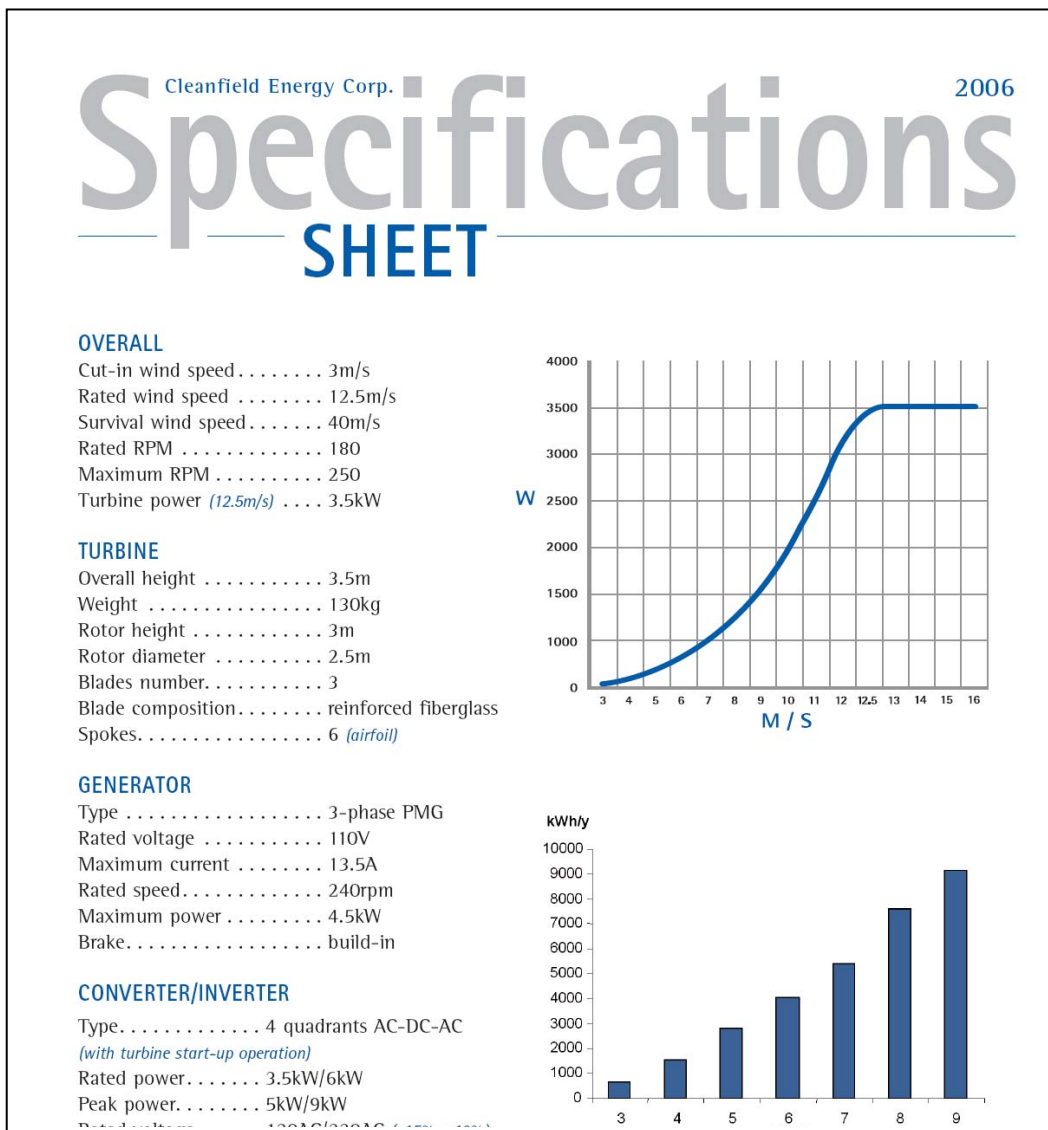 Cleanfield Energy Corp.
2006
Specifications
SHEET
OVERALL
Cut-in wind speed . . . . . . . . 3m/s
Rated wind speed . . . . . . . . 12.5m/s
Survival wind speed . . . . . . . 40m/s
Rated RPM . . . . . . . . . . . . . 180
Maximum RPM . . . . . . . . . . 250
Turbine power (12.5m/s) . . . . 3.5kW
TURBINE
Overall height . . . . . . . . . . . 3.5m
Weight . . . . . . . . . . . . . . . . 130kg
Rotor height . . . . . . . . . . . . 3m
Rotor diameter . . . . . . . . . . 2.5m
Blades number. . . . . . . . . . . 3
Blade composition. . . . . . . . reinforced fiberglass
Spokes. . . . . . . . . . . . . . . . . 6 (airfoil)
GENERATOR
Type . . . . . . . . . . . . . . . . . . 3-phase PMG
Rated voltage . . . . . . . . . . . 110V
Maximum current . . . . . . . . 13.5A
Rated speed. . . . . . . . . . . . . 240rpm
Maximum power . . . . . . . . . 4.5kW
Brake. . . . . . . . . . . . . . . . . . build-in
CONVERTER/INVERTER
Type. . . . . . . . . . . . . 4 quadrants AC-DC-AC
(with turbine start-up operation)
Rated power. . . . . . . 3.5kW/6kW
Peak power. . . . . . . . 5kW/9kW
4000
3500
3000
W
2500
2000
1500
1000
0
3 4 5 6 7 8 9 10 11 12 12.5 13 14 15 16
M / S
kWh/y
10000
9000
8000
7000
6000
5000
4000
3000
2000
1000
0
3 4 5 6 7 8 9